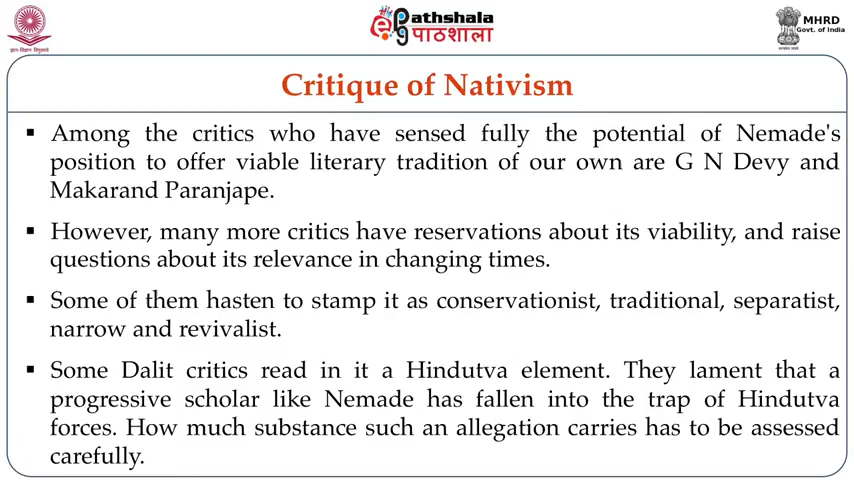 ePathshala
पाठशाला
MHRD
Govt. of India
Critique of Nativism
▪ Among the critics who have sensed fully the potential of Nemade's
position to offer viable literary tradition of our own are G N Devy and
Makarand Paranjape.
▪ However, many more critics have reservations about its viability, and raise
questions about its relevance in changing times.
▪ Some of them hasten to stamp it as conservationist, traditional, separatist,
narrow and revivalist.
▪ Some Dalit critics read in it a Hindutva element. They lament that a
progressive scholar like Nemade has fallen into the trap of Hindutva
forces. How much substance such an allegation carries has to be assessed
carefully.